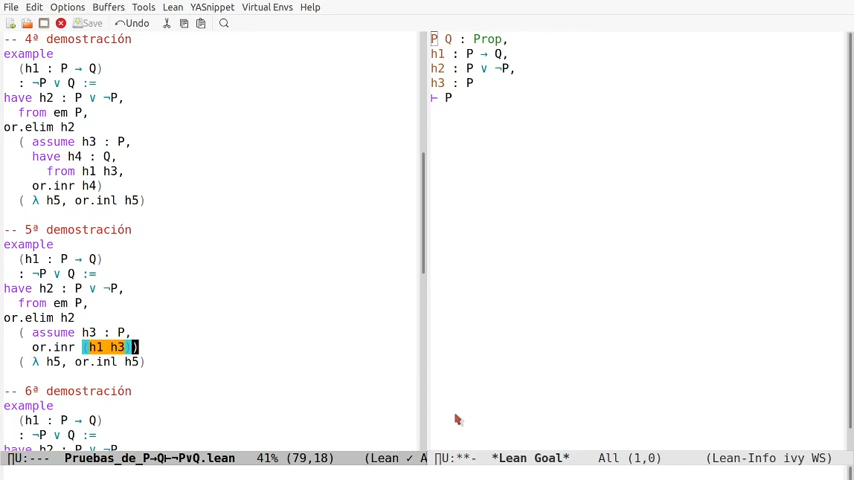 File Edit Options Buffers Tools Lean YASnippet Virtual Envs Help
Save Undo
-- 4ª demostración
example
(h1 : P → Q)
: ¬P ∨ Q :=
have h2 : P ∨ ¬P,
from em P,
or.elim h2
( assume h3 : P,
have h4 : Q,
from h1 h3,
or.inr h4)
( λ h5, or.inl h5)
-- 5ª demostración
example
(h1 : P → Q)
: ¬P ∨ Q :=
have h2 : P ∨ ¬P,
from em P,
or.elim h2
( assume h3 : P,
or.inr (h1 h3))
( λ h5, or.inl h5)
-- 6ª demostración
example
(h1 : P → Q)
: ¬P ∨ Q :=
have h2 : P ∨ ¬P
∏U:--- Pruebas_de_P→Q⊢¬P∨Q.lean 41% (79,18) (Lean ✓ A
P Q : Prop,
h1 : P → Q,
h2 : P ∨ ¬P,
h3 : P
⊢ P
∏U:**- *Lean Goal* All (1,0) (Lean-Info ivy WS)